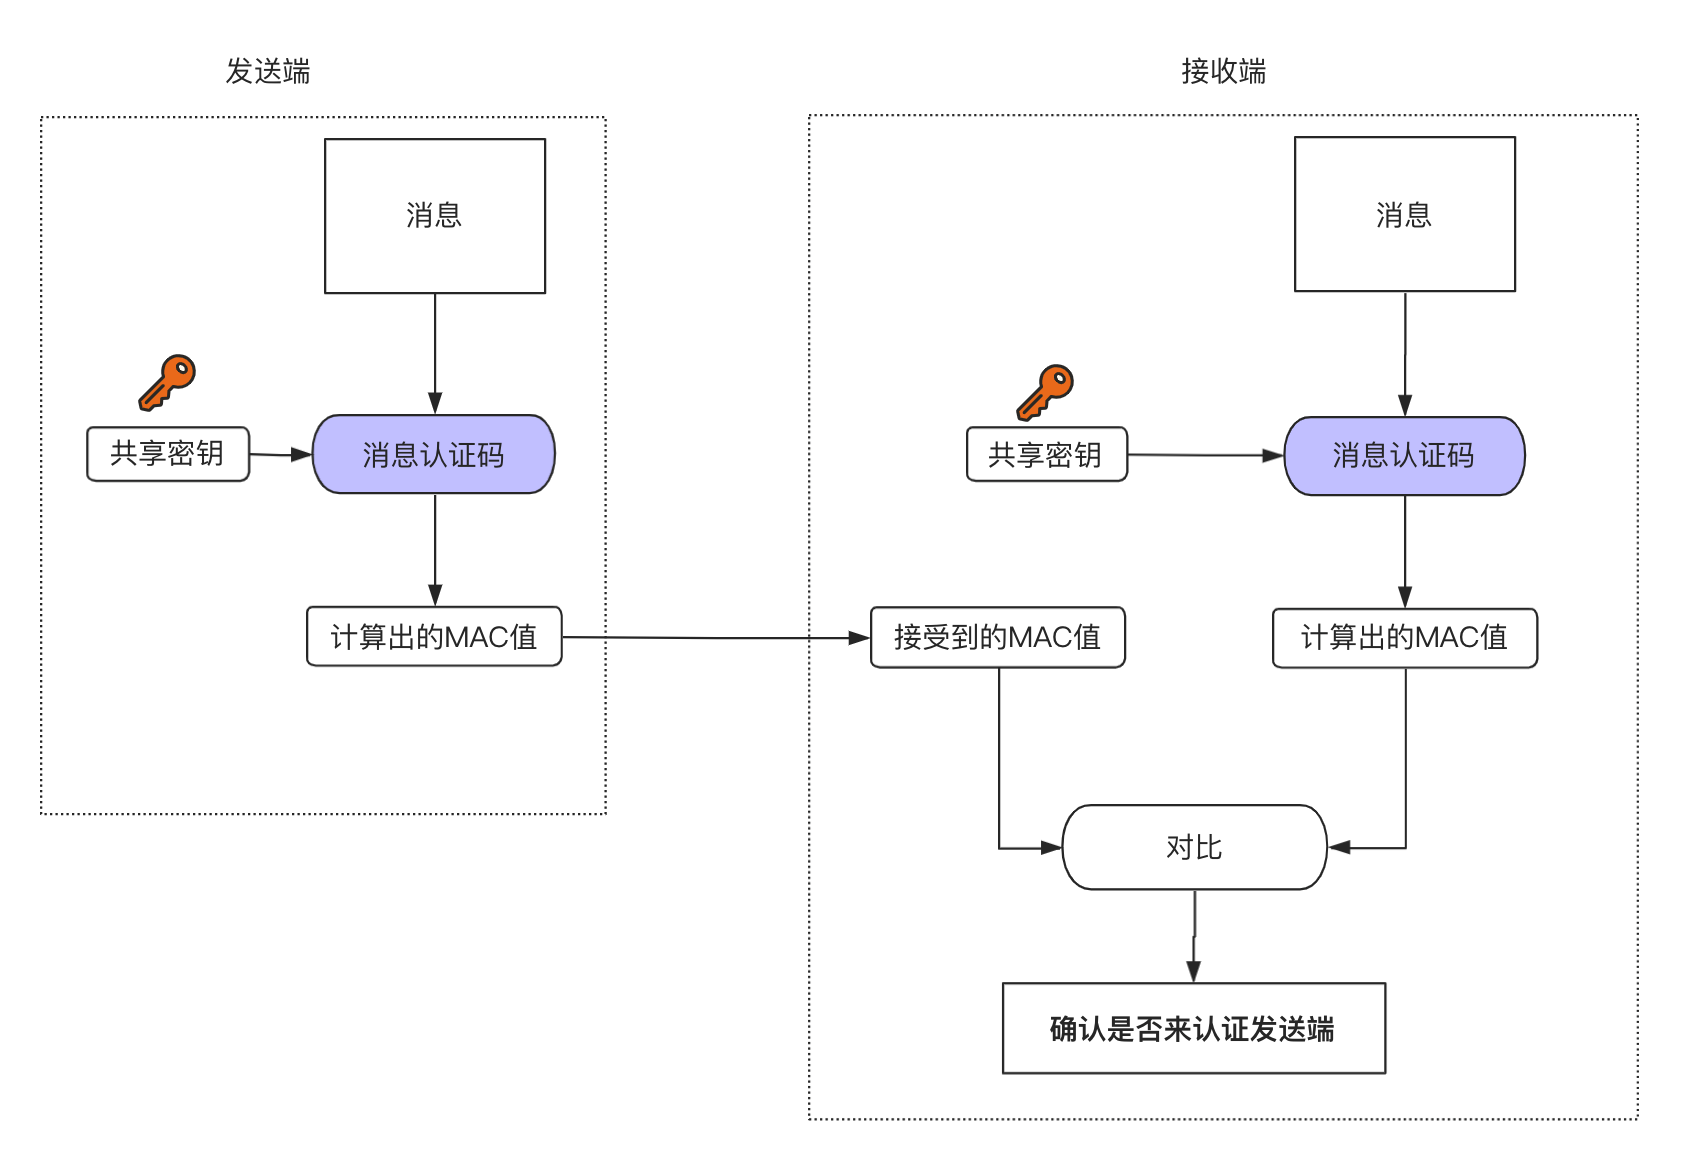 发送端
接收端
消息
消息
共享密钥
消息认证码
共享密钥
消息认证码
计算出的MAC值
接受到的MAC值
计算出的MAC值
对比
确认是否来认证发送端